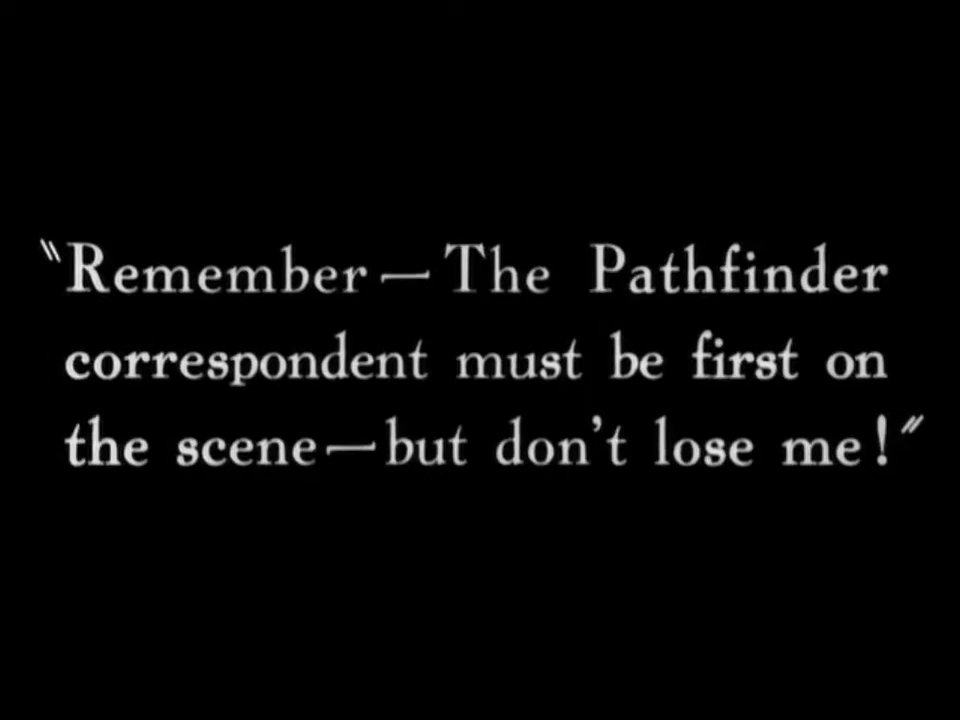 "Remember—The Pathfinder
correspondent must be first on
the scene—but don't lose me!"